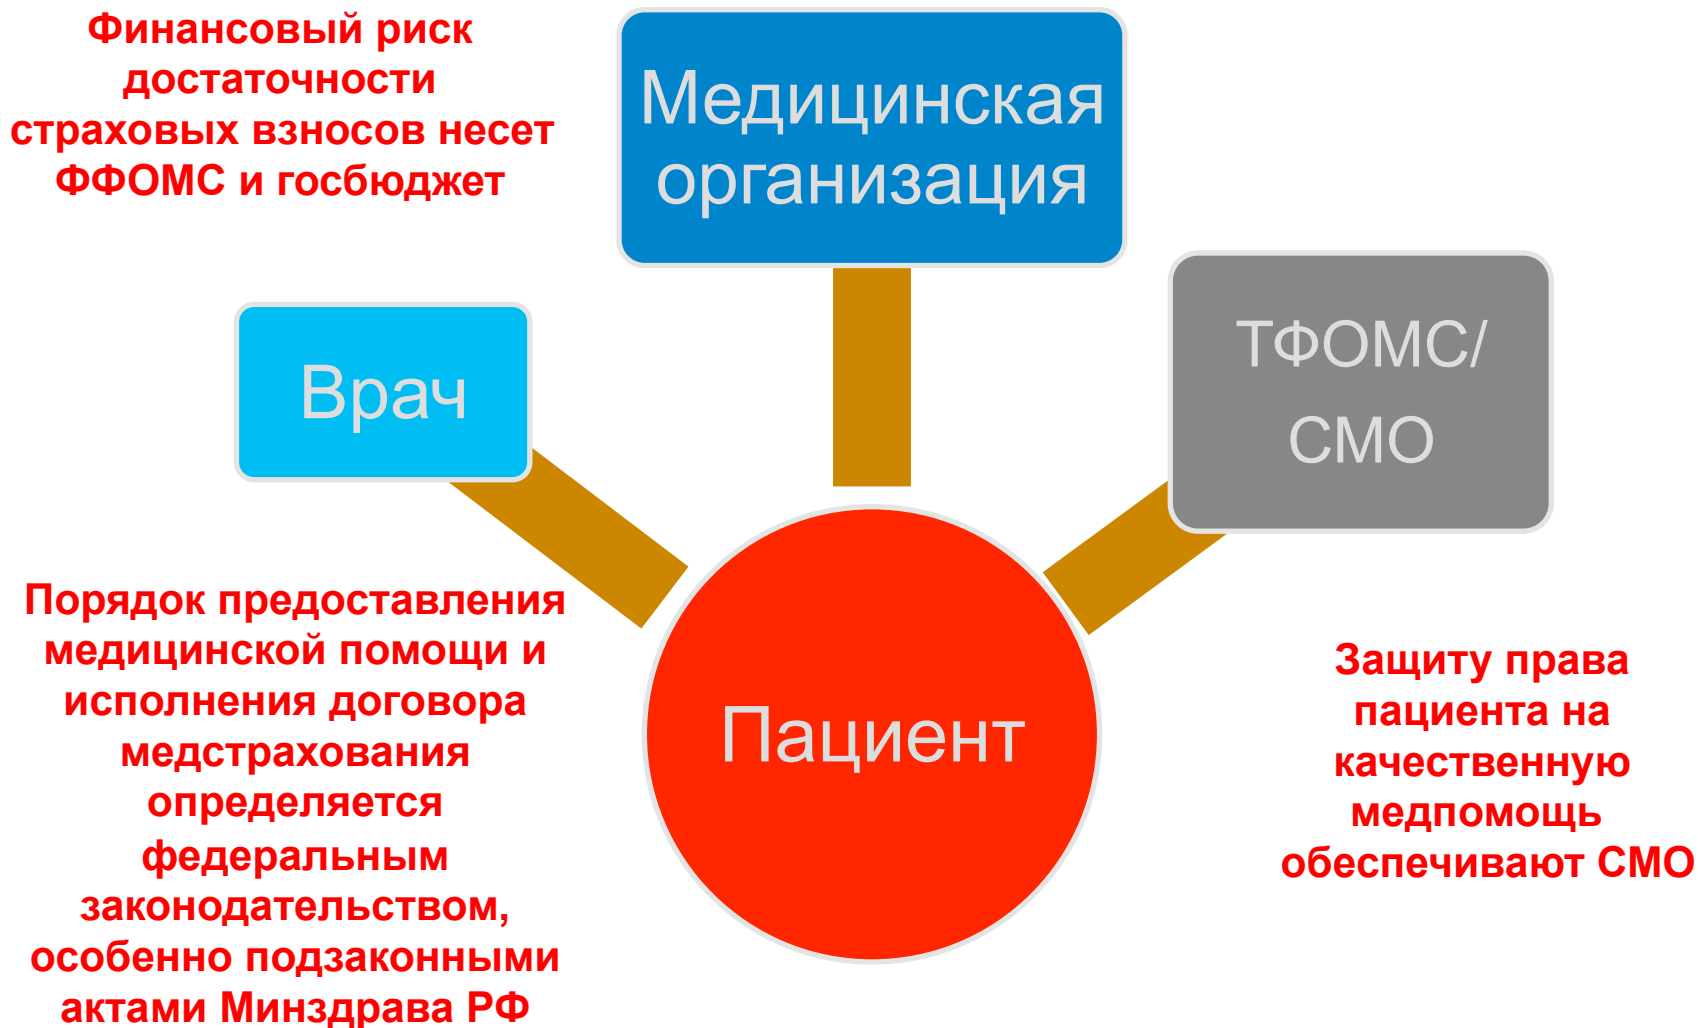 Финансовый риск
достаточности
страховых взносов несет
ФФОМС и госбюджет
Медицинская
организация
ТФОМС/
СМО
Врач
Порядок предоставления
медицинской помощи и
исполнения договора
медстрахования
определяется
федеральным
законодательством,
особенно подзаконными
актами Минздрава РФ
Пациент
Защиту права
пациента на
качественную
медпомощь
обеспечивают СМО